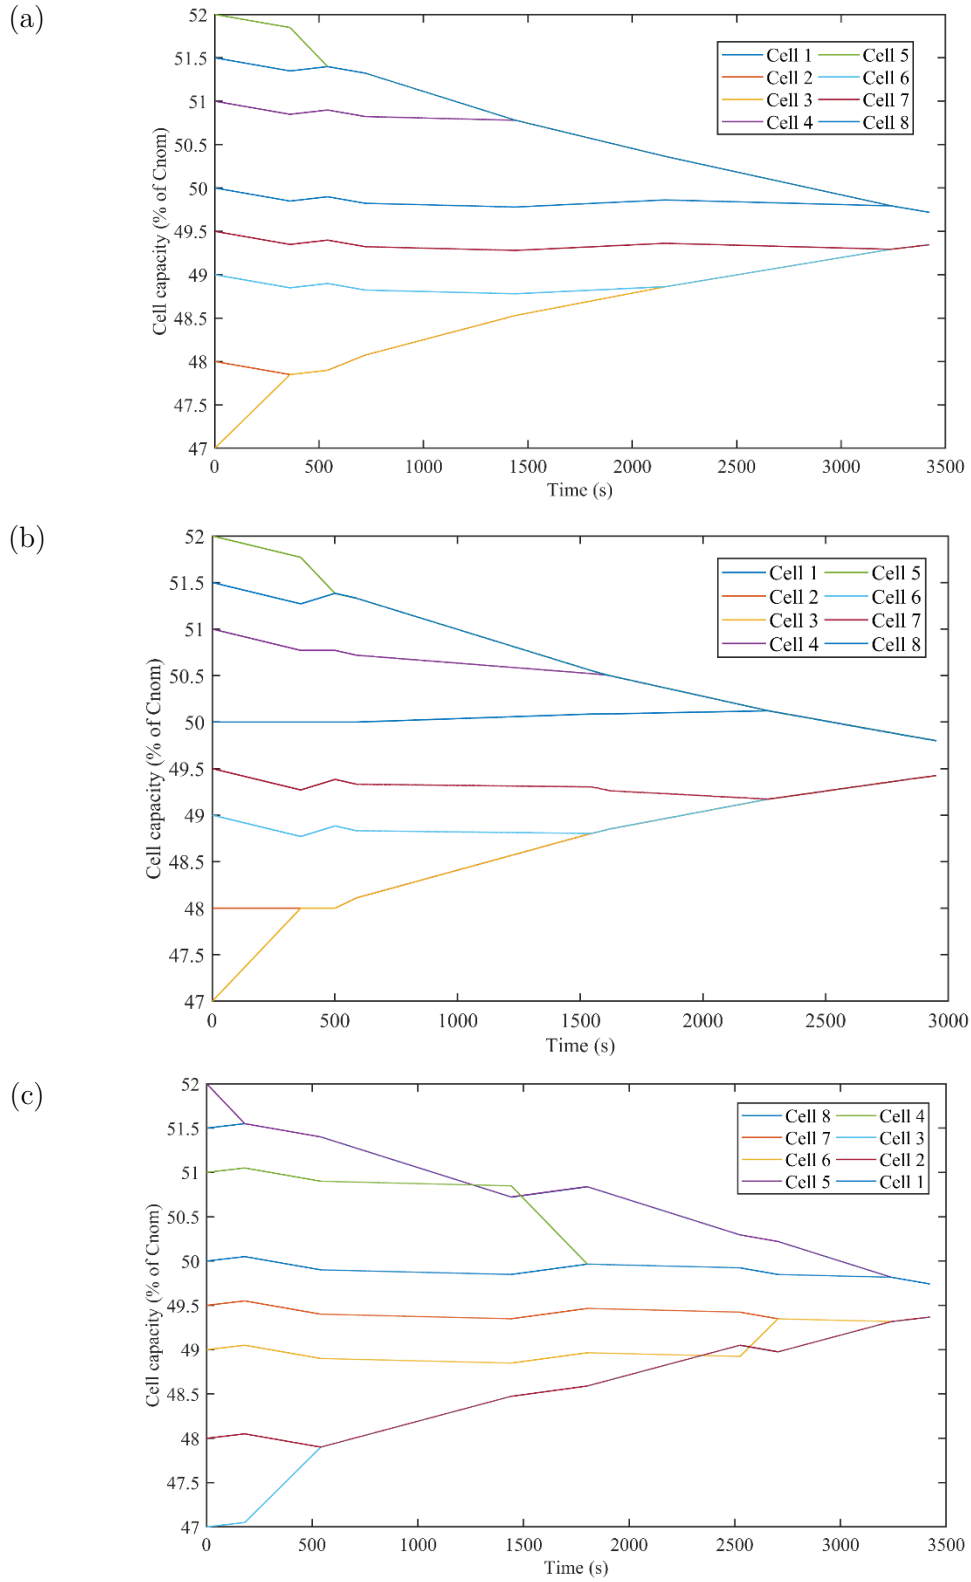 (a)
Cell capacity (% of Cnom)
52
51.5
51
50.5
50
49.5
49
48.5
48
47.5
47
Cell 1 Cell 5
Cell 2 Cell 6
Cell 3 Cell 7
Cell 4 Cell 8
0 500 1000 1500 2000 2500 3000 3500
Time (s)
(b)
Cell capacity (% of Cnom)
52
51.5
51
50.5
50
49.5
49
48.5
48
47.5
47
Cell 1 Cell 5
Cell 2 Cell 6
Cell 3 Cell 7
Cell 4 Cell 8
0 500 1000 1500 2000 2500 3000
Time (s)
(c)
Cell capacity (% of Cnom)
52
51.5
51
50.5
50
49.5
49
48.5
48
47.5
47
Cell 8 Cell 4
Cell 7 Cell 3
Cell 6 Cell 2
Cell 5 Cell 1
0 500 1000 1500 2000 2500 3000 3500
Time (s)